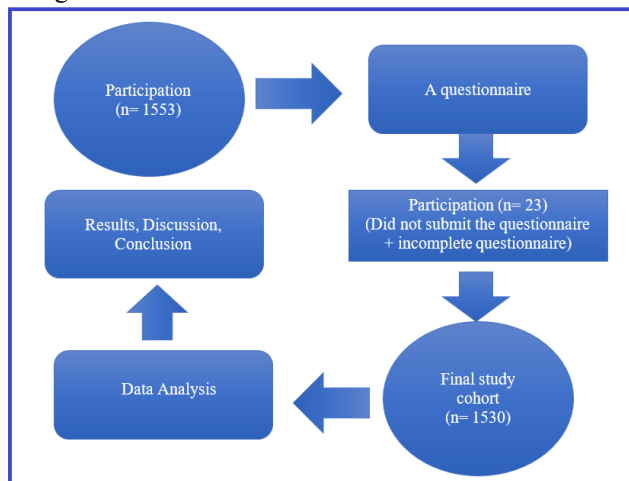 Participation
(n= 1553)
A questionnaire
Participation (n= 23)
(Did not submit the questionnaire
+ incomplete questionnaire)
Final study
cohort
(n= 1530)
Data Analysis
Results, Discussion,
Conclusion